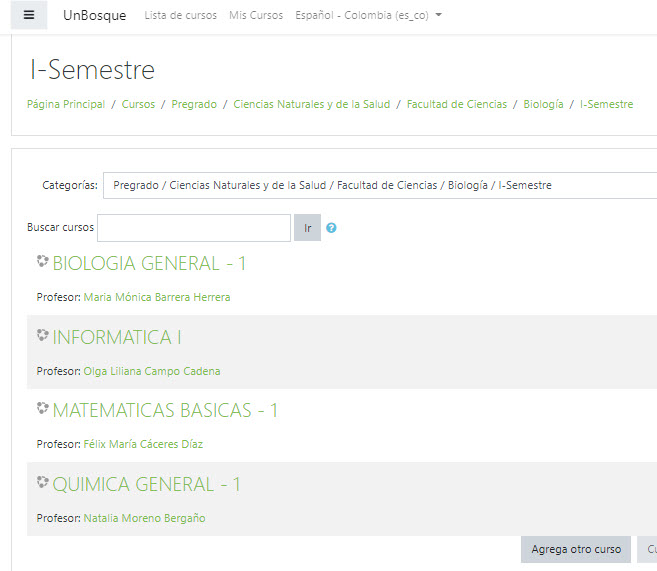 UnBosque Lista de cursos Mis Cursos Español - Colombia (es_co)
I-Semestre
Página Principal / Cursos / Pregrado / Ciencias Naturales y de la Salud / Facultad de Ciencias / Biología / I-Semestre
Categorías: Pregrado / Ciencias Naturales y de la Salud / Facultad de Ciencias / Biología / I-Semestre
Buscar cursos Ir
BIOLOGIA GENERAL - 1
Profesor: Maria Mónica Barrera Herrera
INFORMATICA I
Profesor: Olga Liliana Campo Cadena
MATEMATICAS BASICAS - 1
Profesor: Félix María Cáceres Díaz
QUIMICA GENERAL - 1
Profesor: Natalia Moreno Bergaño
Agrega otro curso